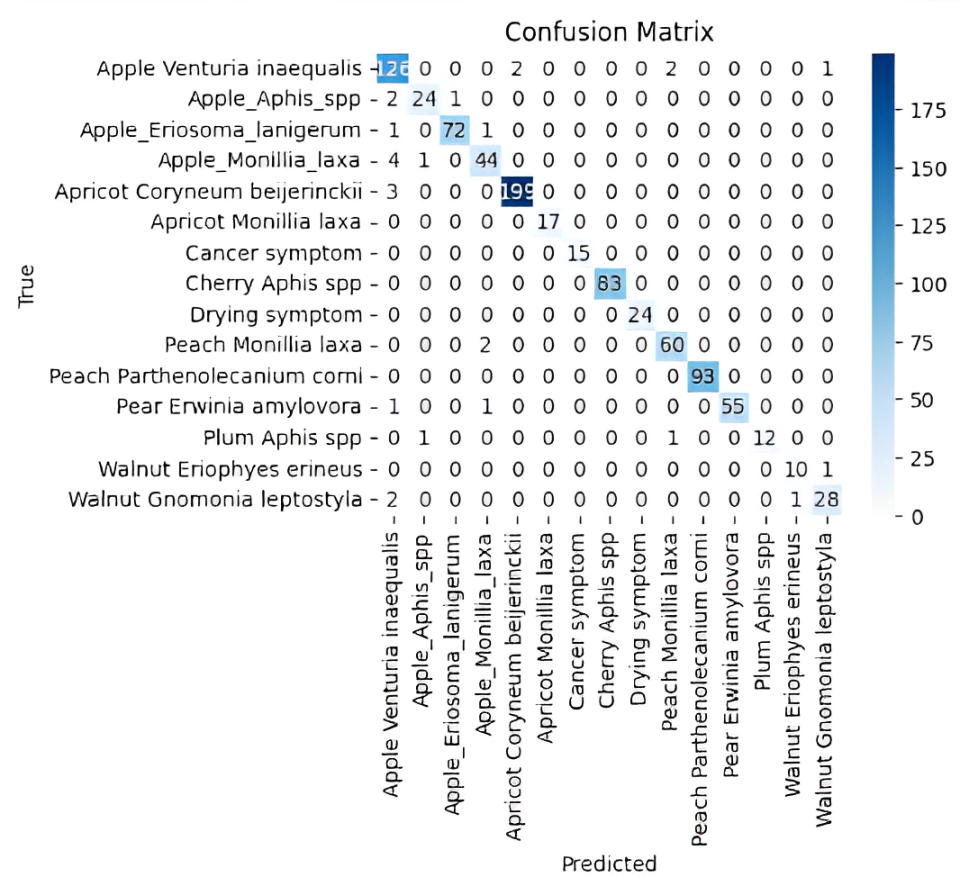 Confusion Matrix
Apple Venturia inaequalis 126 0 0 0 2 0 0 0 0 2 0 0 0 0 1
Apple_Aphis_spp 2 24 1 0 0 0 0 0 0 0 0 0 0 0 0
Apple_Eriosoma_lanigerum 1 0 72 1 0 0 0 0 0 0 0 0 0 0 0
Apple_Monillia_laxa 4 1 0 44 0 0 0 0 0 0 0 0 0 0 0
Apricot Coryneum beijerinckii 3 0 0 0 199 0 0 0 0 0 0 0 0 0 0
Apricot Monillia laxa 0 0 0 0 0 17 0 0 0 0 0 0 0 0 0
Cancer symptom 0 0 0 0 0 0 15 0 0 0 0 0 0 0 0
Cherry Aphis spp 0 0 0 0 0 0 0 83 0 0 0 0 0 0 0
Drying symptom 0 0 0 0 0 0 0 0 24 0 0 0 0 0 0
Peach Monillia laxa 0 0 0 2 0 0 0 0 0 60 0 0 0 0 0
Peach Parthenolecanium corni 0 0 0 0 0 0 0 0 0 0 93 0 0 0 0
Pear Erwinia amylovora 1 0 0 1 0 0 0 0 0 0 0 55 0 0 0
Plum Aphis spp 0 1 0 0 0 0 0 0 0 1 0 0 12 0 0
Walnut Eriophyes erineus 0 0 0 0 0 0 0 0 0 0 0 0 0 10 1
Walnut Gnomonia leptostyla 2 0 0 0 0 0 0 0 0 0 0 0 0 1 28
True
175
150
125
100
75
50
25
0
Apple Venturia inaequalis
Apple_Aphis_spp
Apple_Eriosoma_lanigerum
Apple_Monillia_laxa
Apricot Coryneum beijerinckii
Apricot Monillia laxa
Cancer symptom
Cherry Aphis spp
Drying symptom
Peach Monillia laxa
Peach Parthenolecanium corni
Pear Erwinia amylovora
Plum Aphis spp
Walnut Eriophyes erineus
Walnut Gnomonia leptostyla
Predicted